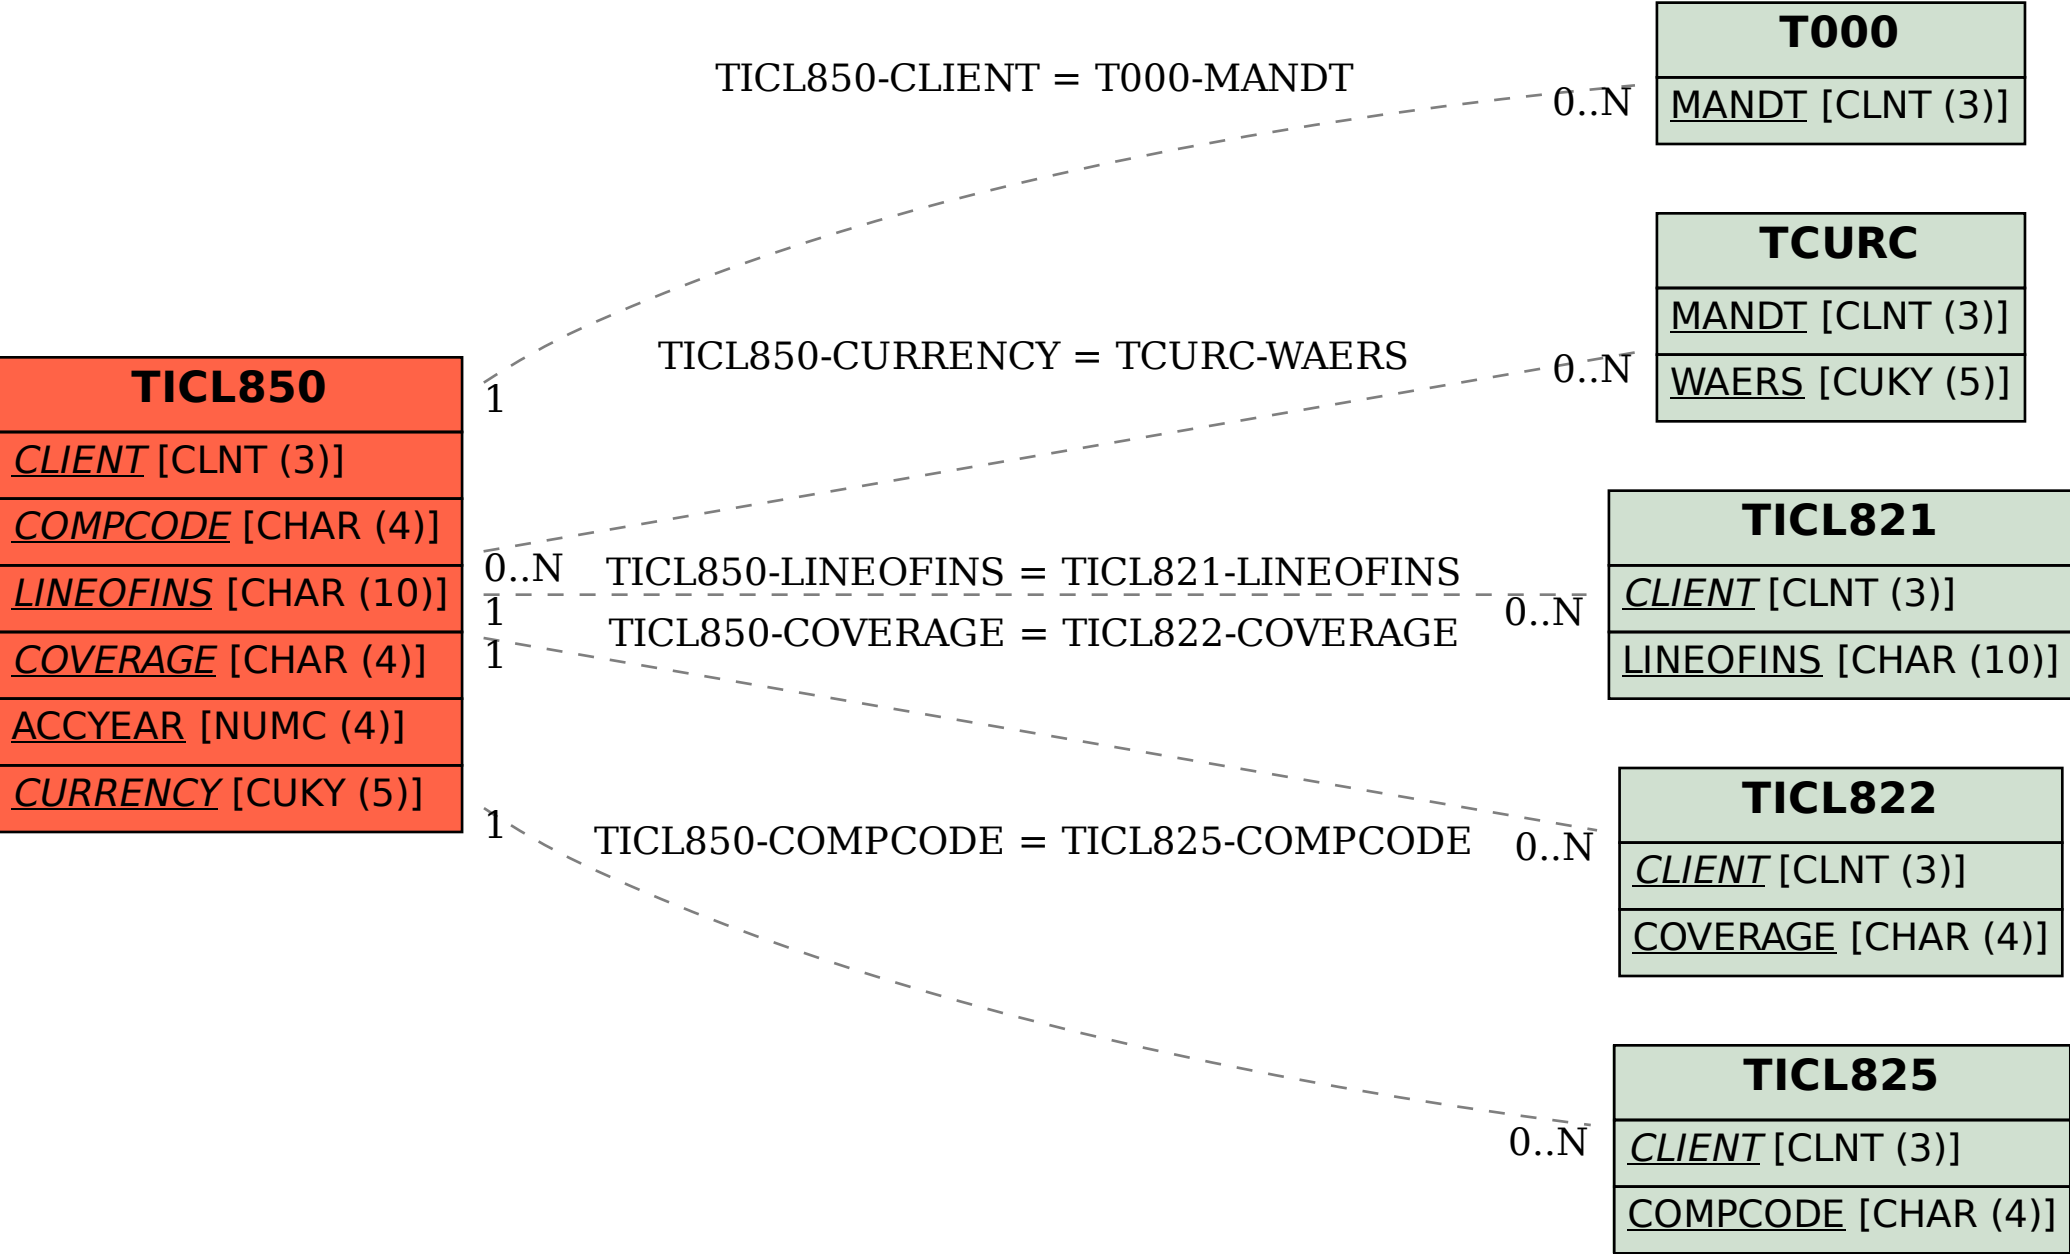 TICL850
CLIENT [CLNT (3)]
COMPCODE [CHAR (4)]
LINEOFINS [CHAR (10)]
COVERAGE [CHAR (4)]
ACCYEAR [NUMC (4)]
CURRENCY [CUKY (5)]
TICL850-CLIENT = T000-MANDT
1
0..N
TICL850-CURRENCY = TCURC-WAERS
0..N
0..N
TICL850-LINEOFINS = TICL821-LINEOFINS
1
0..N
TICL850-COVERAGE = TICL822-COVERAGE
1
0..N
TICL850-COMPCODE = TICL825-COMPCODE
1
0..N
T000
MANDT [CLNT (3)]
TCURC
MANDT [CLNT (3)]
WAERS [CUKY (5)]
TICL821
CLIENT [CLNT (3)]
LINEOFINS [CHAR (10)]
TICL822
CLIENT [CLNT (3)]
COVERAGE [CHAR (4)]
TICL825
CLIENT [CLNT (3)]
COMPCODE [CHAR (4)]